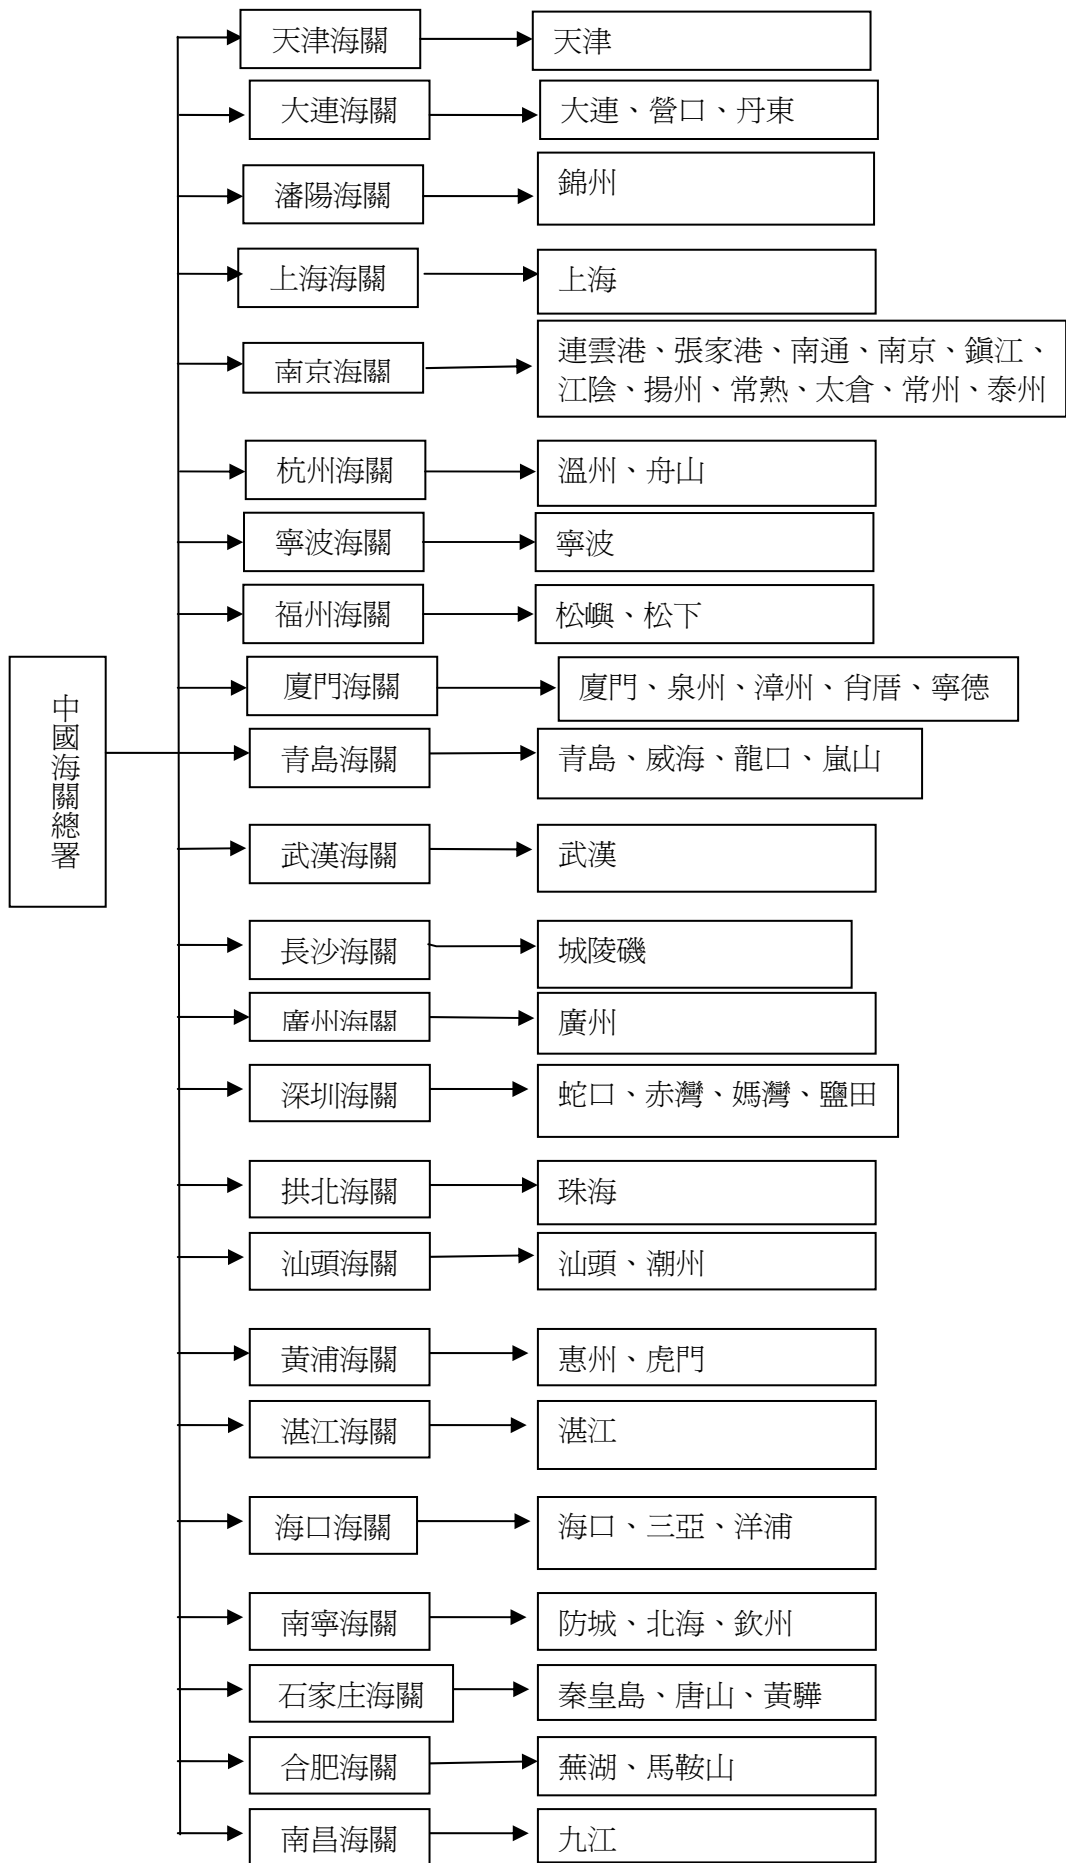 天津海關
天津
大連海關
大連、營口、丹東
瀋陽海關
錦州
上海海關
上海
南京海關
連雲港、張家港、南通、南京、鎮江、
江陰、揚州、常熟、太倉、常州、泰州
杭州海關
溫州、舟山
寧波海關
寧波
福州海關
松嶼、松下
廈門海關
廈門、泉州、漳州、肖厝、寧德
中國海關總署
青島海關
青島、威海、龍口、嵐山
武漢海關
武漢
長沙海關
城陵磯
廣州海關
廣州
深圳海關
蛇口、赤灣、媽灣、鹽田
拱北海關
珠海
汕頭海關
汕頭、潮州
黃浦海關
惠州、虎門
湛江海關
湛江
海口海關
海口、三亞、洋浦
南寧海關
防城、北海、欽州
石家庄海關
秦皇島、唐山、黃驊
合肥海關
蕪湖、馬鞍山
南昌海關
九江